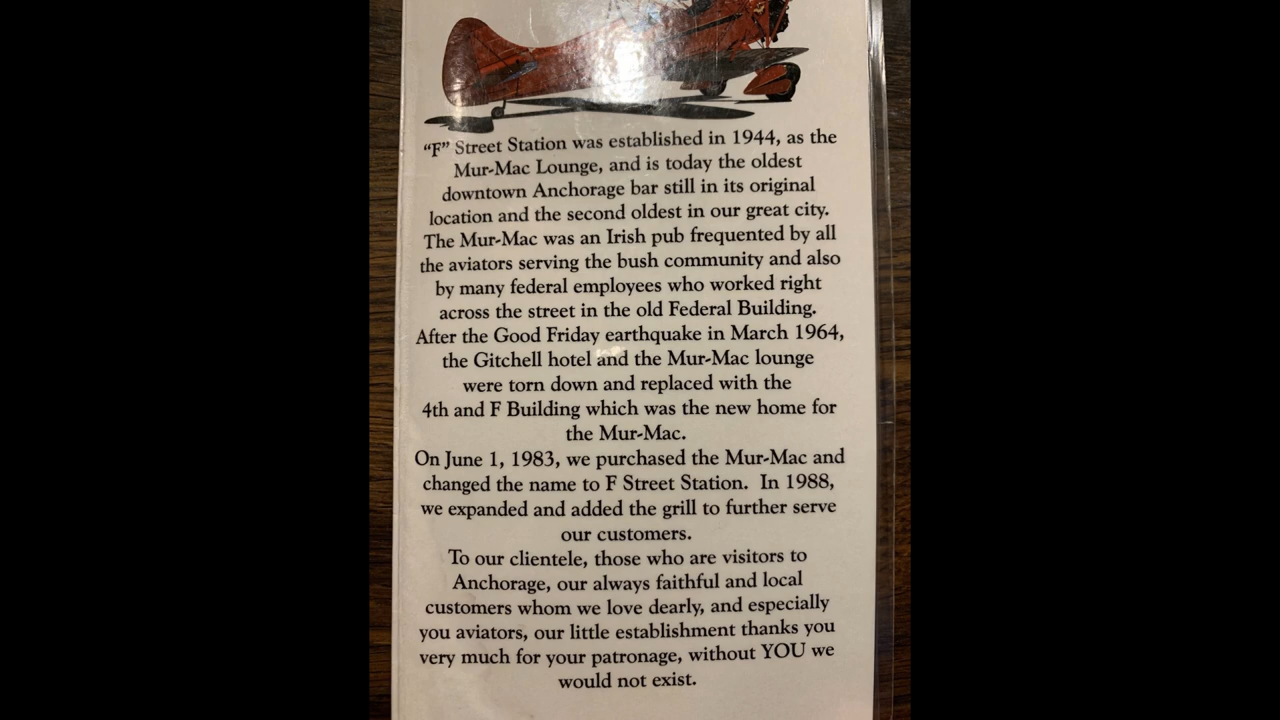 “F” Street Station was established in 1944, as the
Mur-Mac Lounge, and is today the oldest
downtown Anchorage bar still in its original
location and the second oldest in our great city.
The Mur-Mac was an Irish pub frequented by all
the aviators serving the bush community and also
by many federal employees who worked right
across the street in the old Federal Building.
After the Good Friday earthquake in March 1964,
the Gitchell hotel and the Mur-Mac lounge
were torn down and replaced with the
4th and F Building which was the new home for
the Mur-Mac.
On June 1, 1983, we purchased the Mur-Mac and
changed the name to F Street Station. In 1988,
we expanded and added the grill to further serve
our customers.
To our clientele, those who are visitors to
Anchorage, our always faithful and local
customers whom we love dearly, and especially
you aviators, our little establishment thanks you
very much for your patronage, without YOU we
would not exist.